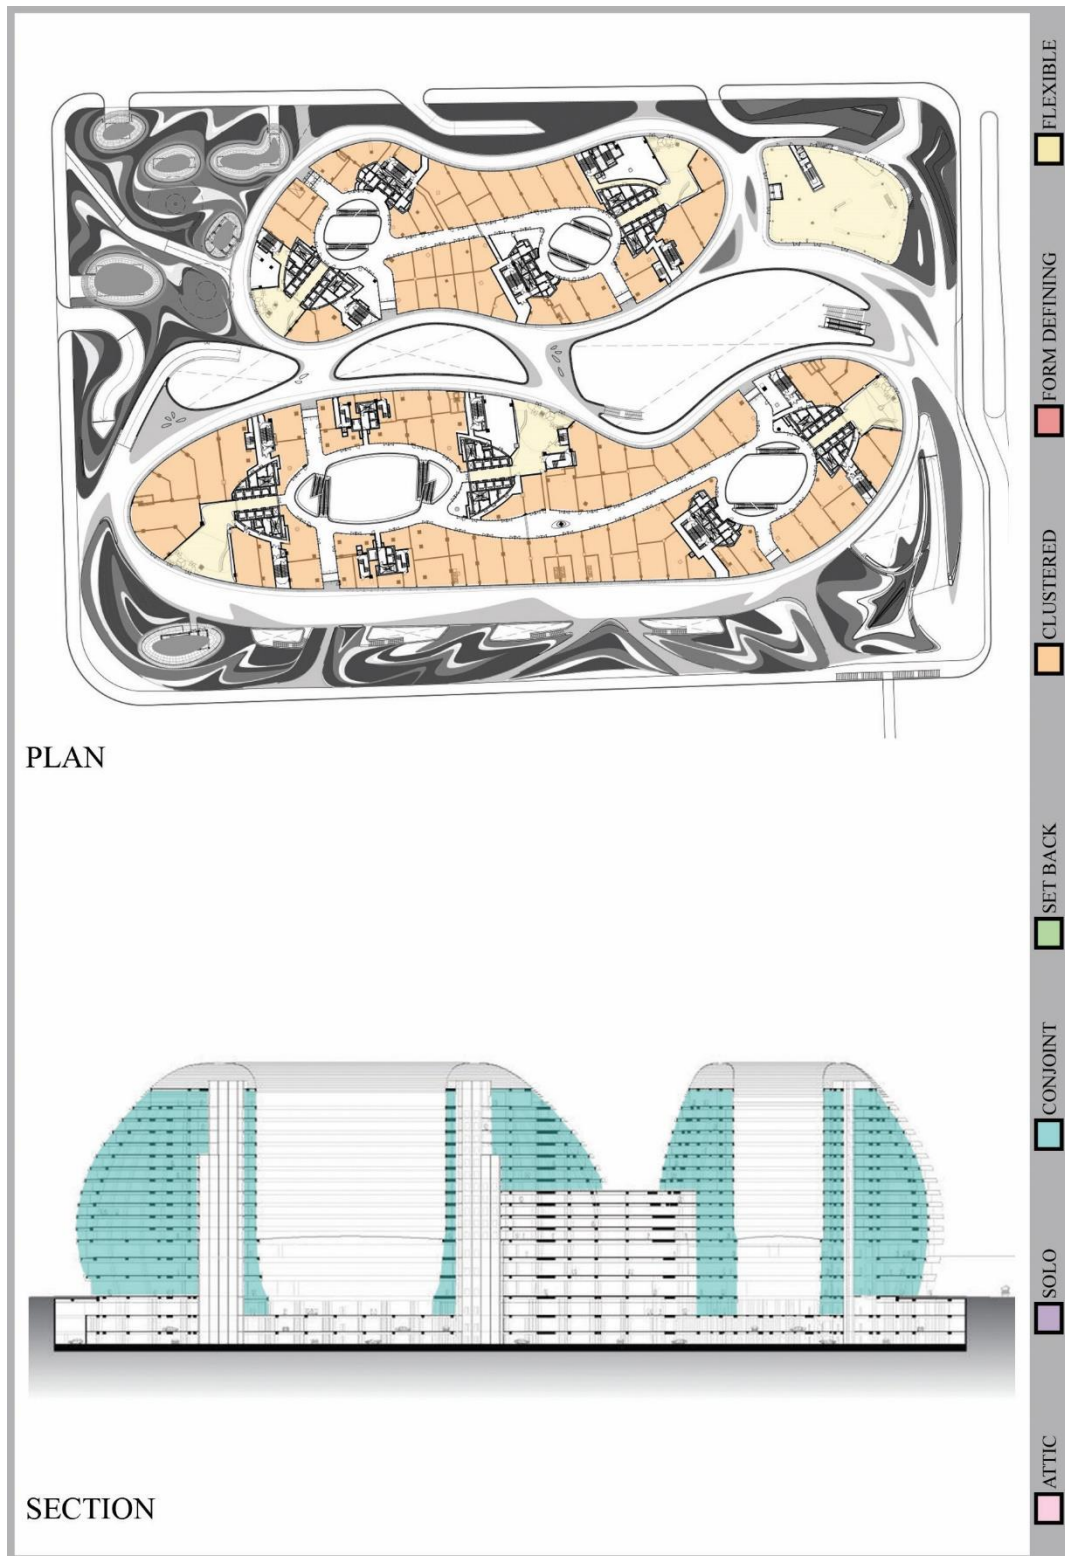 FLEXIBLE
FORM DEFINING
CLUSTERED
PLAN
SET BACK
CONJOINT
SOLO
ATTIC
SECTION